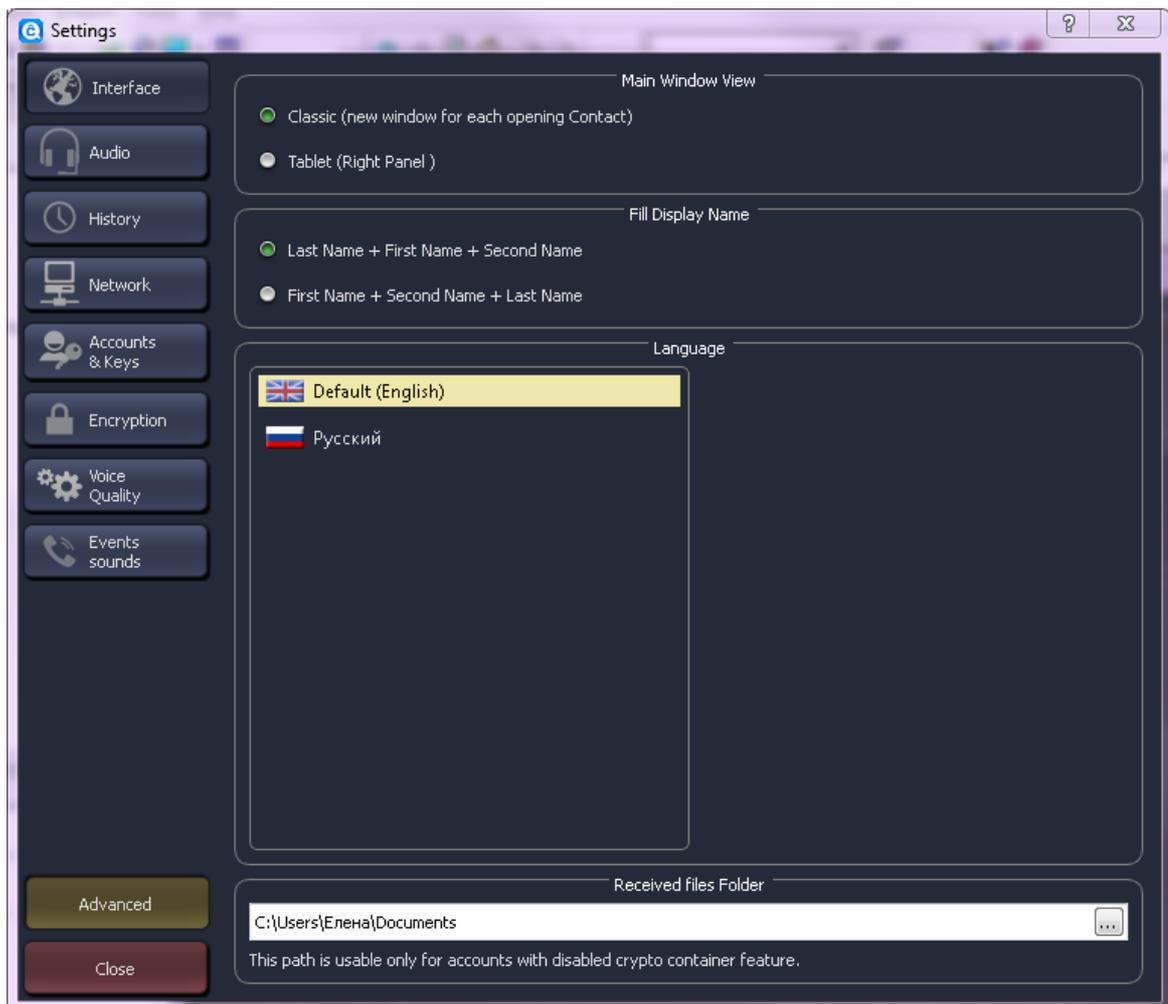 Settings
Interface
Audio
History
Network
Accounts
& Keys
Encryption
Voice
Quality
Events
sounds
Advanced
Close
Main Window View
Classic (new window for each opening Contact)
Tablet (Right Panel )
Fill Display Name
Last Name + First Name + Second Name
First Name + Second Name + Last Name
Language
Default (English)
Русский
Received files Folder
C:\Users\Елена\Documents
...
This path is usable only for accounts with disabled crypto container feature.